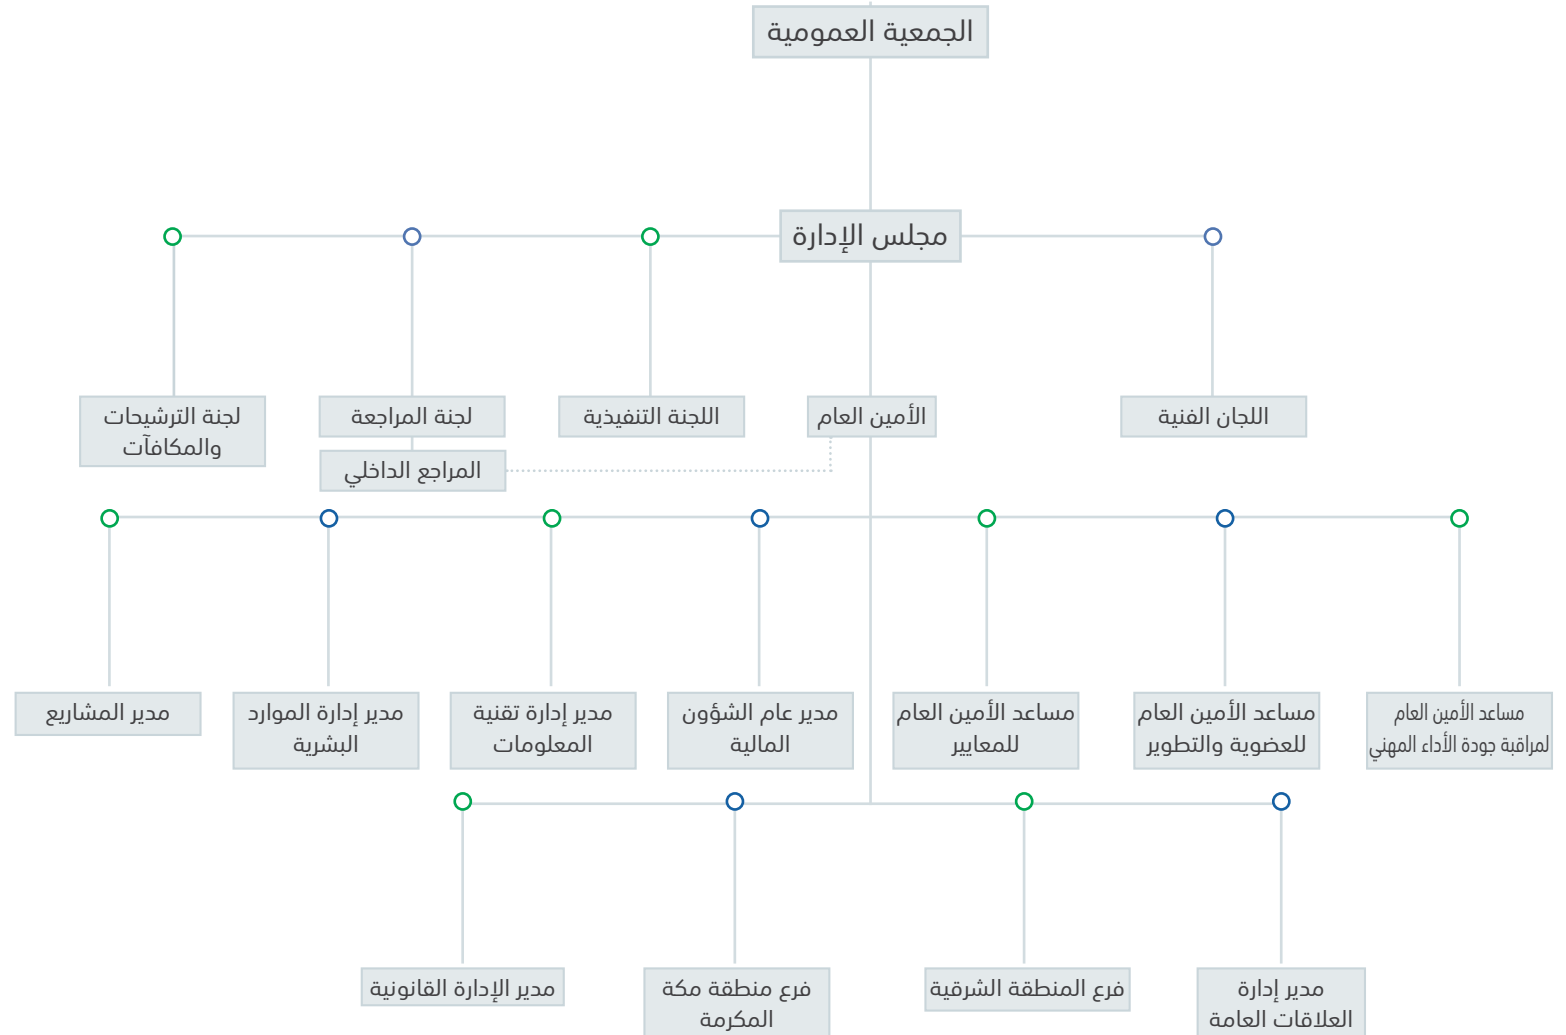 الجمعية العمومية
مجلس الإدارة
اللجان الفنية
الأمين العام
اللجنة التنفيذية
لجنة المراجعة
لجنة الترشيحات
والمكافآت
المراجع الداخلي
مساعد الأمين العام
لمراقبة جودة الأداء المهني
مساعد الأمين العام
للعضوية والتطوير
مساعد الأمين العام
للمعايير
مدير عام الشؤون
المالية
مدير إدارة تقنية
المعلومات
مدير إدارة الموارد
البشرية
مدير المشاريع
مدير إدارة
العلاقات العامة
فرع المنطقة الشرقية
فرع منطقة مكة
المكرمة
مدير الإدارة القانونية